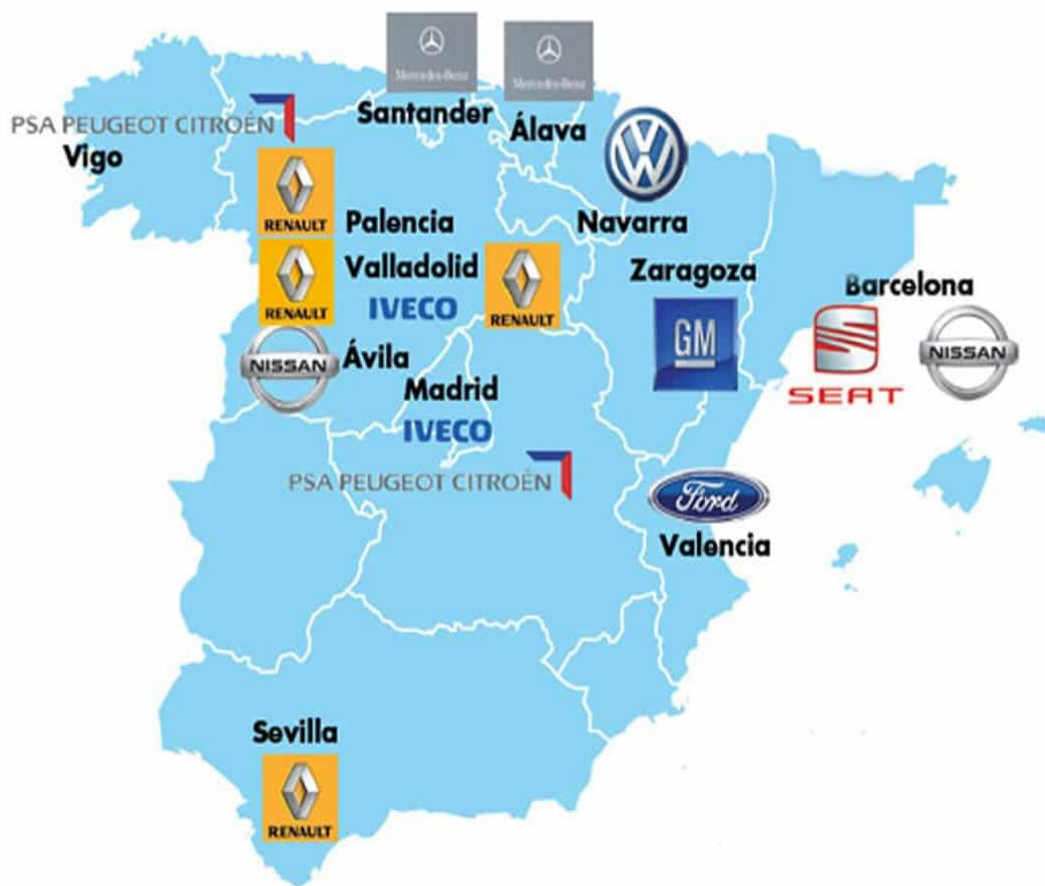 Mercedes-Benz
Mercedes-Benz
Santander
Álava
PSA PEUGEOT CITROËN
Vigo
Navarra
RENAULT
Palencia
RENAULT
Valladolid
IVECO
RENAULT
Zaragoza
GM
Barcelona
SEAT
NISSAN
NISSAN
Ávila
Madrid
IVECO
PSA PEUGEOT CITROËN
Ford
Valencia
Sevilla
RENAULT